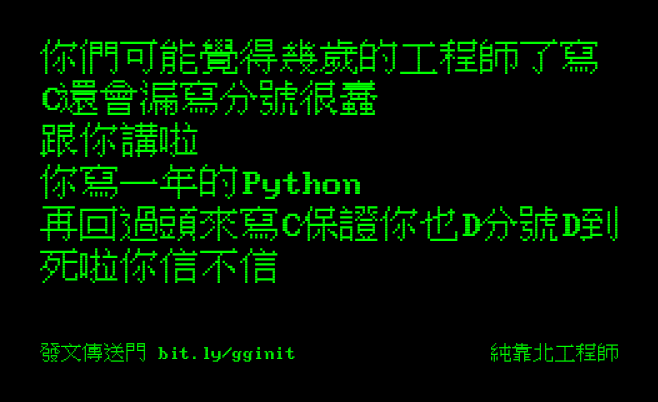 你們可能覺得幾歲的工程師了寫
C還會漏寫分號很蠢
跟你講啦
你寫一年的Python
再回過頭來寫C保證你也D分號D到
死啦你信不信
發文傳送門 bit.ly/gginit
純靠北工程師